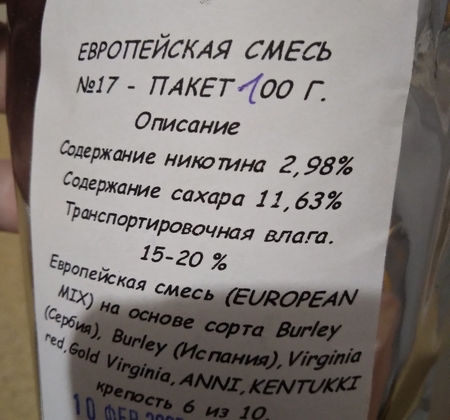 ЕВРОПЕЙСКАЯ СМЕСЬ
№17 - ПАКЕТ 100 Г.
Описание
Содержание никотина 2,98%
Содержание сахара 11,63%
Транспортировочная влага.
15-20 %
Европейская смесь (EUROPEAN
MIX) на основе сорта Burley
(Сербия), Burley (Испания), Virginia
red,Gold Virginia, ANNI, KENTUKKI
крепость 6 из 10.
10 ФЕВ